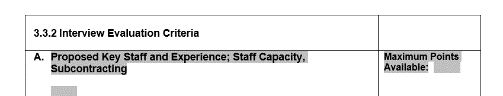 3.3.2 Interview Evaluation Criteria
A. Proposed Key Staff and Experience; Staff Capacity, Maximum Points
Subcontracting Available: